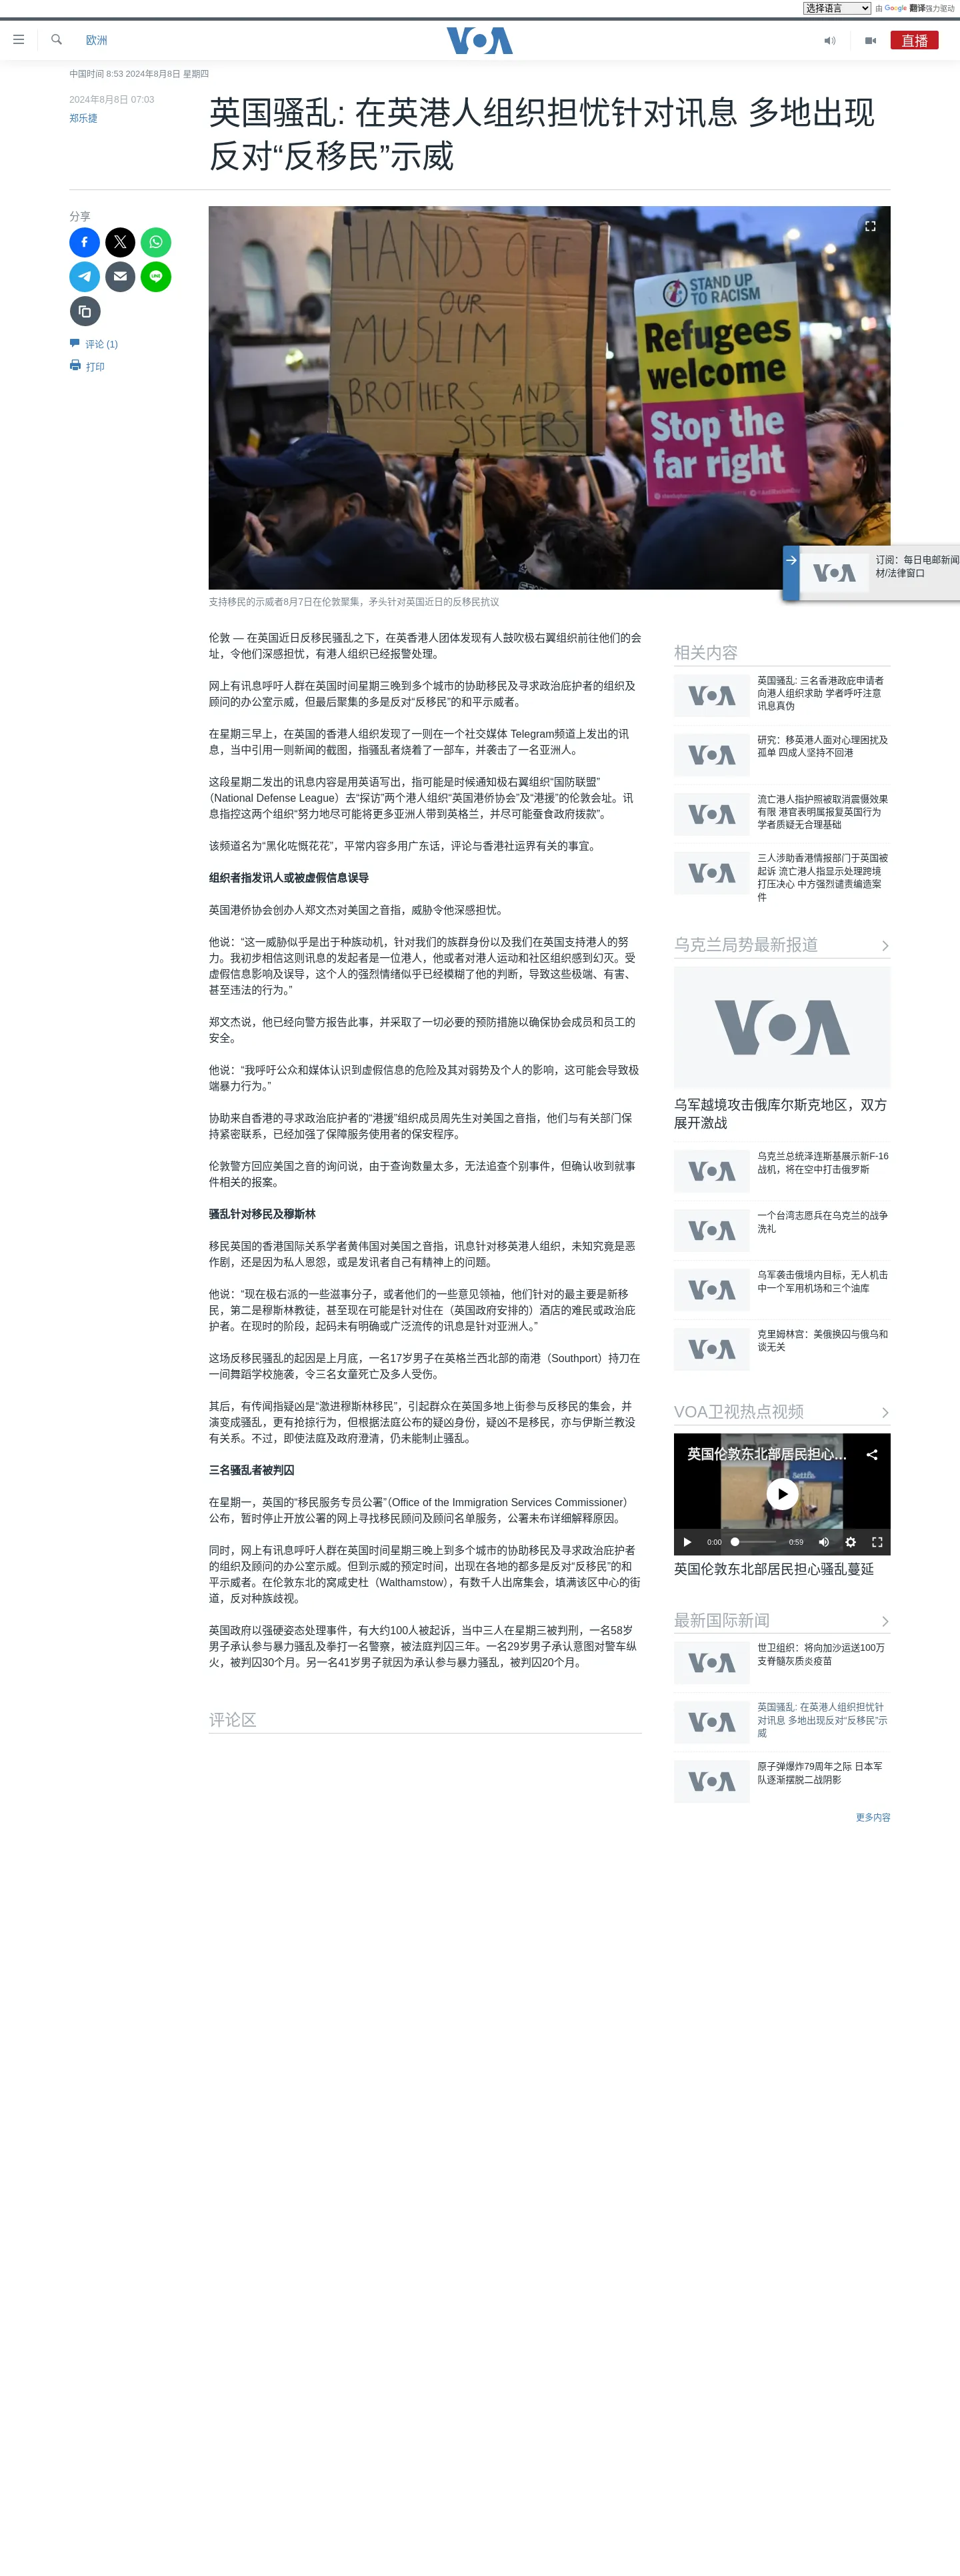 选择语言
由 Google 翻译强力驱动
欧洲
VOA
直播
中国时间 8:53 2024年8月8日 星期四
2024年8月8日 07:03
郑乐捷
英国骚乱: 在英港人组织担忧针对讯息 多地出现
反对“反移民”示威
分享
评论 (1)
打印
HANDS OFF
OUR
MUSLIM
BROTHERS AND
SISTERS
STAND UP
TO RACISM
Refugees
welcome
Stop the
far right
支持移民的示威者8月7日在伦敦聚集，矛头针对英国近日的反移民抗议
订阅：每日电邮新闻
材/法律窗口
伦敦 — 在英国近日反移民骚乱之下，在英香港人团体发现有人鼓吹极右翼组织前往他们的会
址，令他们深感担忧，有港人组织已经报警处理。
网上有讯息呼吁人群在英国时间星期三晚到多个城市的协助移民及寻求政治庇护者的组织及
顾问的办公室示威，但最后聚集的多是反对“反移民”的和平示威者。
在星期三早上，在英国的香港人组织发现了一则在一个社交媒体 Telegram频道上发出的讯
息，当中引用一则新闻的截图，指骚乱者烧着了一部车，并袭击了一名亚洲人。
这段星期二发出的讯息内容是用英语写出，指可能是时候通知极右翼组织“国防联盟”
（National Defense League）去“探访”两个港人组织“英国港侨协会”及“港援”的伦敦会址。讯
息指控这两个组织“努力地尽可能将更多亚洲人带到英格兰，并尽可能蚕食政府拨款”。
该频道名为“黑化咗慨花花”，平常内容多用广东话，评论与香港社运界有关的事宜。
组织者指发讯人或被虚假信息误导
英国港侨协会创办人郑文杰对美国之音指，威胁令他深感担忧。
他说：“这一威胁似乎是出于种族动机，针对我们的族群身份以及我们在英国支持港人的努
力。我初步相信这则讯息的发起者是一位港人，他或者对港人运动和社区组织感到幻灭。受
虚假信息影响及误导，这个人的强烈情绪似乎已经模糊了他的判断，导致这些极端、有害、
甚至违法的行为。”
郑文杰说，他已经向警方报告此事，并采取了一切必要的预防措施以确保协会成员和员工的
安全。
他说：“我呼吁公众和媒体认识到虚假信息的危险及其对弱势及个人的影响，这可能会导致极
端暴力行为。”
协助来自香港的寻求政治庇护者的“港援”组织成员周先生对美国之音指，他们与有关部门保
持紧密联系，已经加强了保障服务使用者的保安程序。
伦敦警方回应美国之音的询问说，由于查询数量太多，无法追查个别事件，但确认收到就事
件相关的报案。
骚乱针对移民及穆斯林
移民英国的香港国际关系学者黄伟国对美国之音指，讯息针对移英港人组织，未知究竟是恶
作剧，还是因为私人恩怨，或是发讯者自己有精神上的问题。
他说：“现在极右派的一些滋事分子，或者他们的一些意见领袖，他们针对的最主要是新移
民，第二是穆斯林教徒，甚至现在可能是针对住在（英国政府安排的）酒店的难民或政治庇
护者。在现时的阶段，起码未有明确或广泛流传的讯息是针对亚洲人。”
这场反移民骚乱的起因是上月底，一名17岁男子在英格兰西北部的南港（Southport）持刀在
一间舞蹈学校施袭，令三名女童死亡及多人受伤。
其后，有传闻指疑凶是“激进穆斯林移民”，引起群众在英国多地上街参与反移民的集会，并
演变成骚乱，更有抢掠行为，但根据法庭公布的疑凶身份，疑凶不是移民，亦与伊斯兰教没
有关系。不过，即使法庭及政府澄清，仍未能制止骚乱。
三名骚乱者被判囚
在星期一，英国的“移民服务专员公署”（Office of the Immigration Services Commissioner）
公布，暂时停止开放公署的网上寻找移民顾问及顾问名单服务，公署未布详细解释原因。
同时，网上有讯息呼吁人群在英国时间星期三晚上到多个城市的协助移民及寻求政治庇护者
的组织及顾问的办公室示威。但到示威的预定时间，出现在各地的都多是反对“反移民”的和
平示威者。在伦敦东北的窝咸史杜（Walthamstow），有数千人出席集会，填满该区中心的街
道，反对种族歧视。
英国政府以强硬姿态处理事件，有大约100人被起诉，当中三人在星期三被判刑，一名58岁
男子承认参与暴力骚乱及拳打一名警察，被法庭判囚三年。一名29岁男子承认意图对警车纵
火，被判囚30个月。另一名41岁男子就因为承认参与暴力骚乱，被判囚20个月。
评论区
相关内容
英国骚乱: 三名香港政庇申请者
向港人组织求助 学者呼吁注意
讯息真伪
研究：移英港人面对心理困扰及
孤单 四成人坚持不回港
流亡港人指护照被取消震慑效果
有限 港官表明属报复英国行为
学者质疑无合理基础
三人涉助香港情报部门于英国被
起诉 流亡港人指显示处理跨境
打压决心 中方强烈谴责编造案
件
乌克兰局势最新报道
乌军越境攻击俄库尔斯克地区，双方
展开激战
乌克兰总统泽连斯基展示新F-16
战机，将在空中打击俄罗斯
一个台湾志愿兵在乌克兰的战争
洗礼
乌军袭击俄境内目标，无人机击
中一个军用机场和三个油库
克里姆林宫：美俄换囚与俄乌和
谈无关
VOA卫视热点视频
英国伦敦东北部居民担心...
0:00
0:59
英国伦敦东北部居民担心骚乱蔓延
最新国际新闻
世卫组织：将向加沙运送100万
支脊髓灰质炎疫苗
英国骚乱: 在英港人组织担忧针
对讯息 多地出现反对“反移民”示
威
原子弹爆炸79周年之际 日本军
队逐渐摆脱二战阴影
更多内容